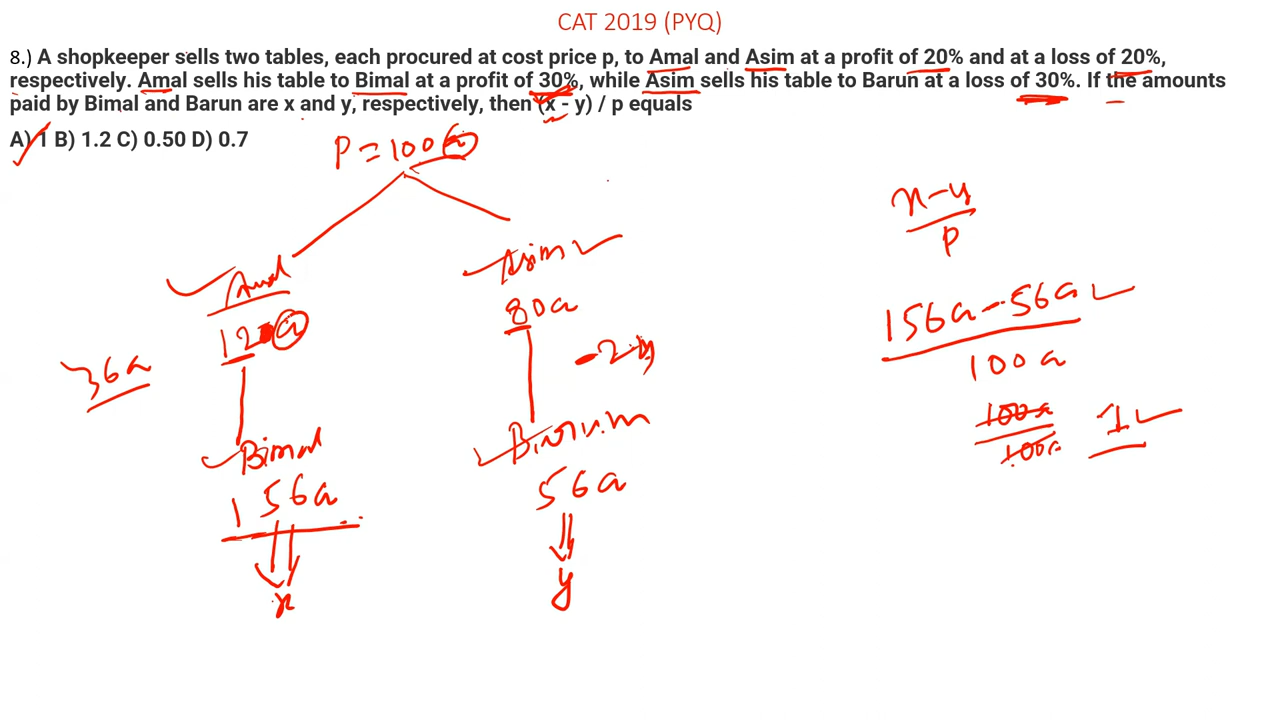 CAT 2019 (PYQ)
8.) A shopkeeper sells two tables, each procured at cost price p, to Amal and Asim at a profit of 20% and at a loss of 20%,
respectively. Amal sells his table to Bimal at a profit of 30%, while Asim sells his table to Barun at a loss of 30%. If the amounts
paid by Bimal and Barun are x and y, respectively, then (x - y) / p equals
A) 1 B) 1.2 C) 0.50 D) 0.7
P = 100a
x-y
P
Amal
Asim
120a
80a
156a - 56a
100a
36a
100a
100a
1
Bimal
156a
56a
x
y